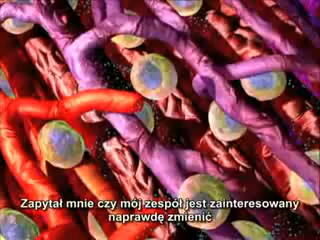 Zapytał mnie czy mój zespół jest zainteresowany
naprawdę zmienić